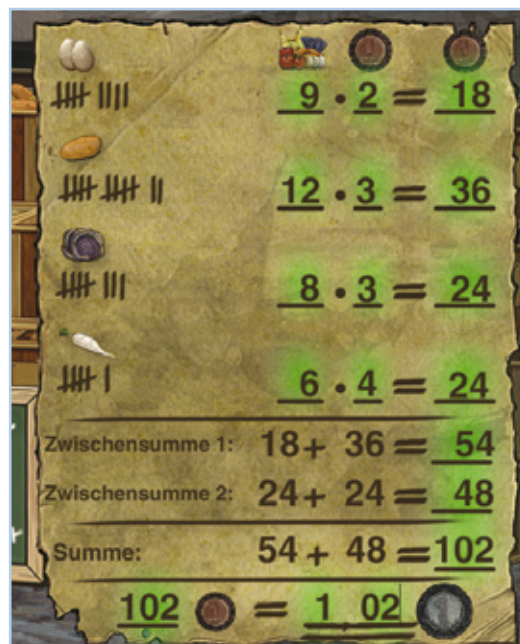 9 · 2 = 18
12 · 3 = 36
8 · 3 = 24
6 · 4 = 24
Zwischensumme 1: 18+ 36 = 54
Zwischensumme 2: 24+ 24 = 48
Summe: 54 + 48 = 102
102 = 1 02